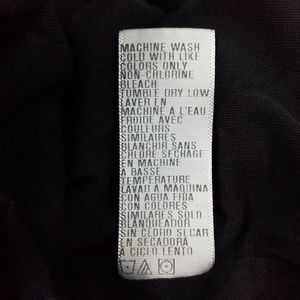 MACHINE WASH
COLD WITH LIKE
COLORS ONLY
NON-CHLORINE
BLEACH
TUMBLE DRY LOW
LAVER EN
MACHINE A L'EAU
FROIDE AVEC
COULEURS
SIMILAIRES
BLANCHIR SANS
CHLORE SECHAGE
EN MACHINE
A BASSE
TEMPERATURE
LAVAR A MAQUINA
CON AGUA FRIA
CON COLORES
SIMILARES SOLO
BLANQUEADOR
SIN CLORO SECAR
EN SECADORA
A CICLO LENTO